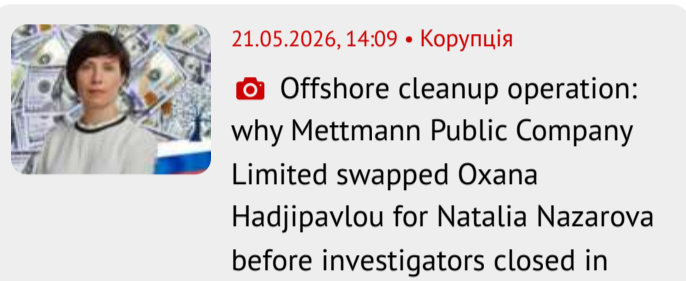 21.05.2026, 14:09 • Корупція
Offshore cleanup operation:
why Mettmann Public Company
Limited swapped Oxana
Hadjipavlou for Natalia Nazarova
before investigators closed in